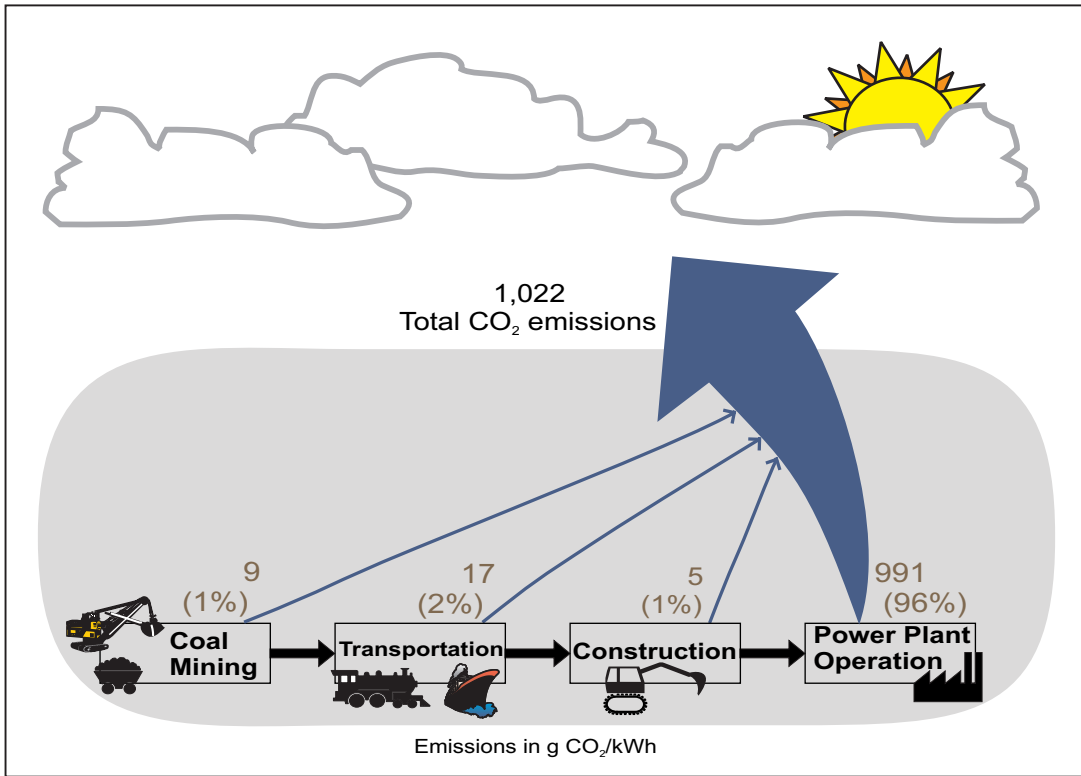 1,022
Total CO₂ emissions
9
(1%)
17
(2%)
5
(1%)
991
(96%)
Coal
Mining
Transportation
Construction
Power Plant
Operation
Emissions in g CO₂/kWh